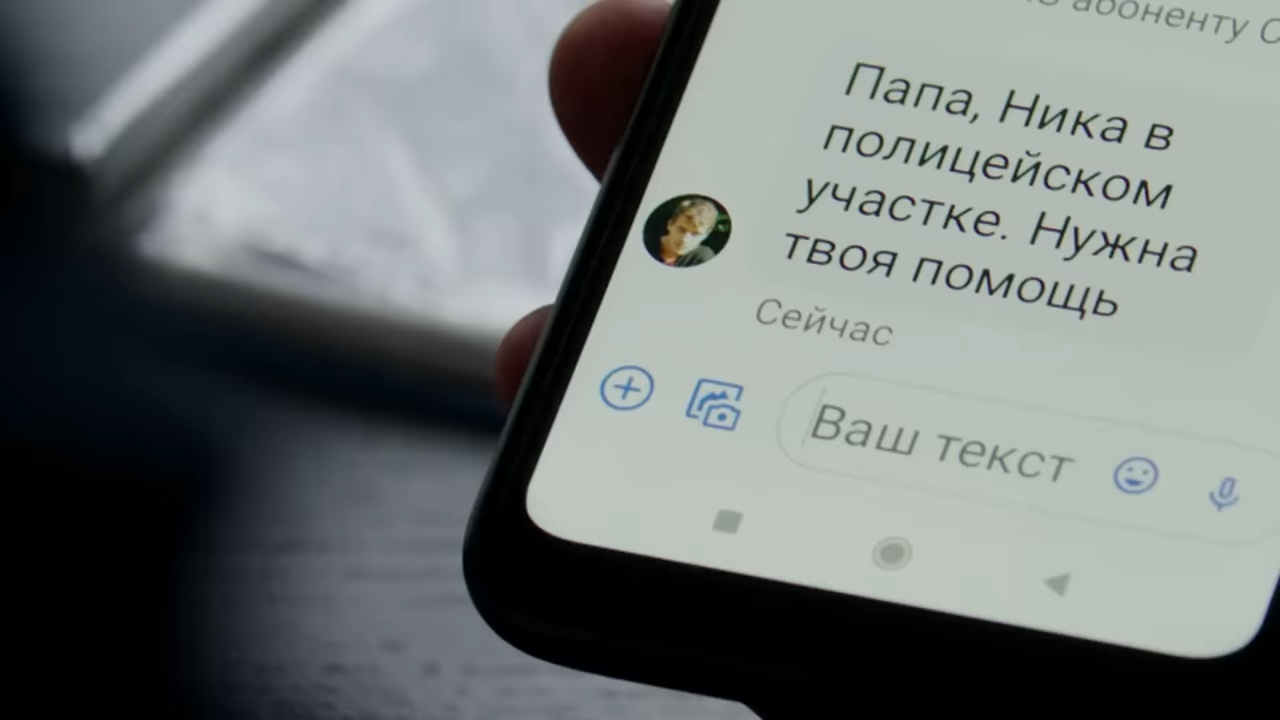 абоненту
Папа, Ника в
полицейском
участке. Нужна
твоя помощь
Сейчас
Ваш текст